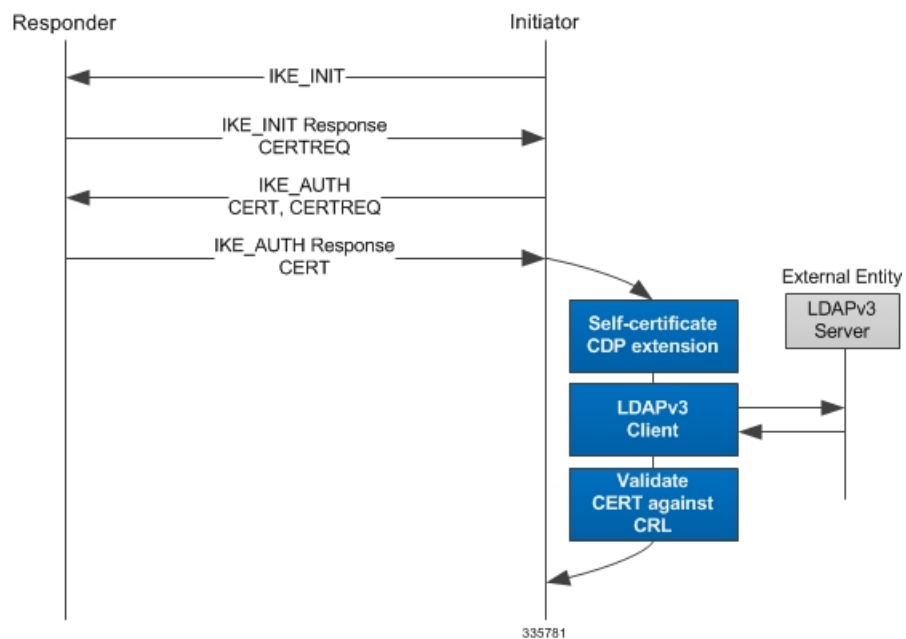 Responder
Initiator
IKE_INIT
IKE_INIT Response
CERTREQ
IKE_AUTH
CERT, CERTREQ
IKE_AUTH Response
CERT
External Entity
LDAPv3
Server
Self-certificate
CDP extension
LDAPv3
Client
Validate
CERT against
CRL
335781